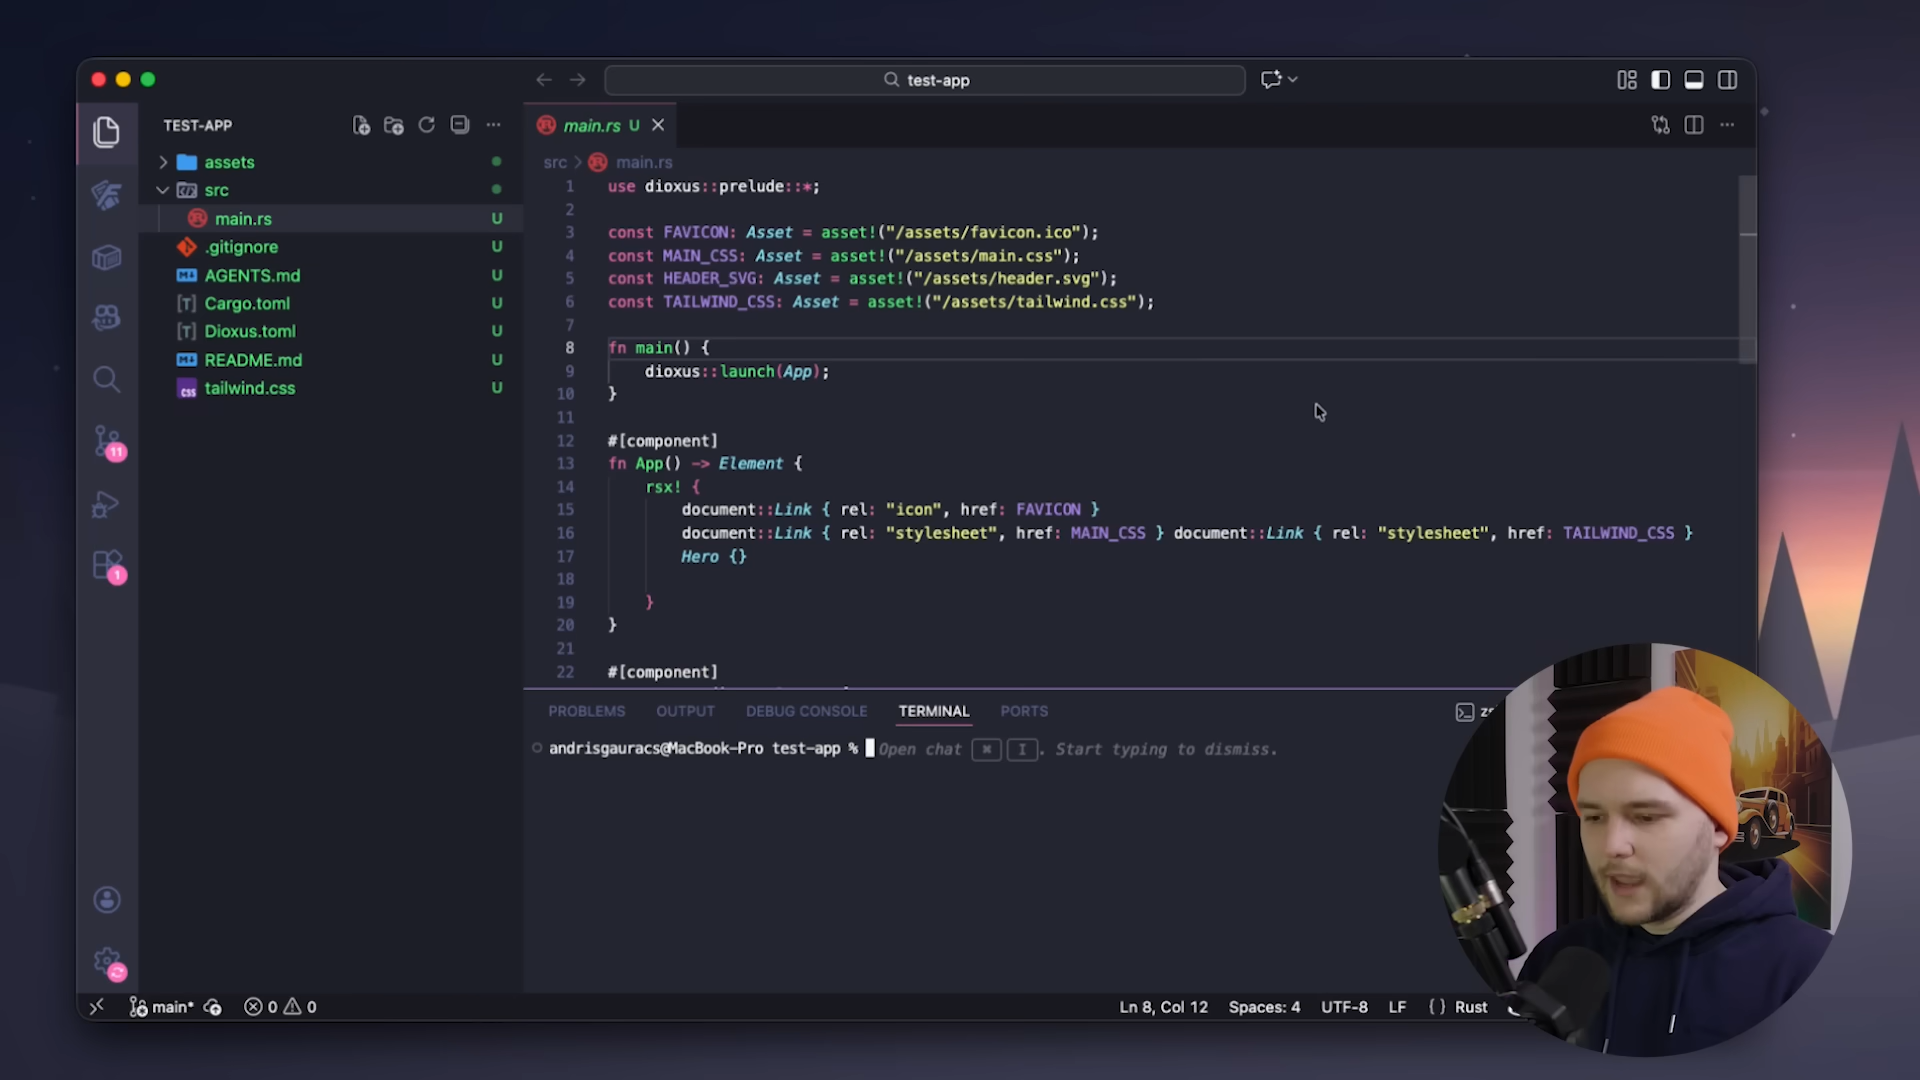 test-app
TEST-APP
assets
src
main.rs U
.gitignore U
AGENTS.md U
Cargo.toml U
Dioxus.toml U
README.md U
tailwind.css U
11
1
main.rs U
src > main.rs
1 use dioxus::prelude::*;
2
3 const FAVICON: Asset = asset!("/assets/favicon.ico");
4 const MAIN_CSS: Asset = asset!("/assets/main.css");
5 const HEADER_SVG: Asset = asset!("/assets/header.svg");
6 const TAILWIND_CSS: Asset = asset!("/assets/tailwind.css");
7
8 fn main() {
9 dioxus::launch(App);
10 }
11
12 #[component]
13 fn App() -> Element {
14 rsx! {
15 document::Link { rel: "icon", href: FAVICON }
16 document::Link { rel: "stylesheet", href: MAIN_CSS } document::Link { rel: "stylesheet", href: TAILWIND_CSS }
17 Hero {}
18
19 }
20 }
21
22 #[component]
PROBLEMS OUTPUT DEBUG CONSOLE TERMINAL PORTS
andrisgauracs@MacBook-Pro test-app % Open chat ⌘ I. Start typing to dismiss.
main* 0 0 Ln 8, Col 12 Spaces: 4 UTF-8 LF {} Rust